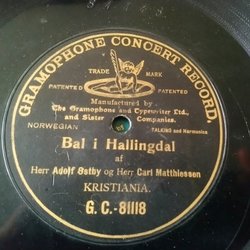 GRAMOPHONE CONCERT RECORD.
TRADE MARK
PATENTED PATENTED
Manufactured by
The Gramophone and Typewriter Ltd.,
and Sister Companies.
NORWEGIAN TALKING and Harmonica
Bal i Hallingdal
af
Herr Adolf Østby og Herr Carl Matthiessen
KRISTIANIA.
G. C.-81118